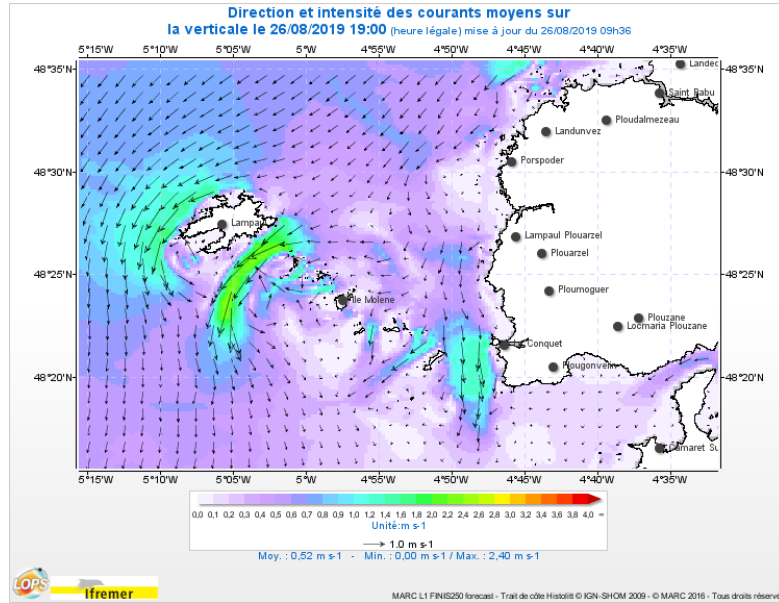 Direction et intensité des courants moyens sur
la verticale le 26/08/2019 19:00 (heure légale) mise à jour du 26/08/2019 09h36
5°15'W 5°10'W 5°05'W 5°00'W 4°55'W 4°50'W 4°45'W 4°40'W 4°35'W
48°35'N 48°35'N
Landec
Saint Babu
Ploudalmezeau
Landunvez
48°30'N 48°30'N
Porspoder
Lampaul
Lampaul Plouarzel
Plouarzel
48°25'N 48°25'N
Ploumoguer
Ile Molene
Plouzane
Locmaria Plouzane
Conquet
48°20'N 48°20'N
Plougonvelin
Camaret Su
5°15'W 5°10'W 5°05'W 5°00'W 4°55'W 4°50'W 4°45'W 4°40'W 4°35'W
0,0 0,1 0,2 0,3 0,4 0,5 0,6 0,7 0,8 0,9 1,0 1,2 1,4 1,6 1,8 2,0 2,2 2,4 2,6 2,8 3,0 3,2 3,4 3,6 3,8 4,0 ∞
Unité:m s-1
1.0 m s-1
Moy. : 0,52 m s-1 - Min. : 0,00 m s-1 / Max. : 2,40 m s-1
LOPS
Ifremer
MARC L1 FINIS250 forecast - Trait de côte Histolitt © IGN-SHOM 2009 - © MARC 2016 - Tous droits réserve